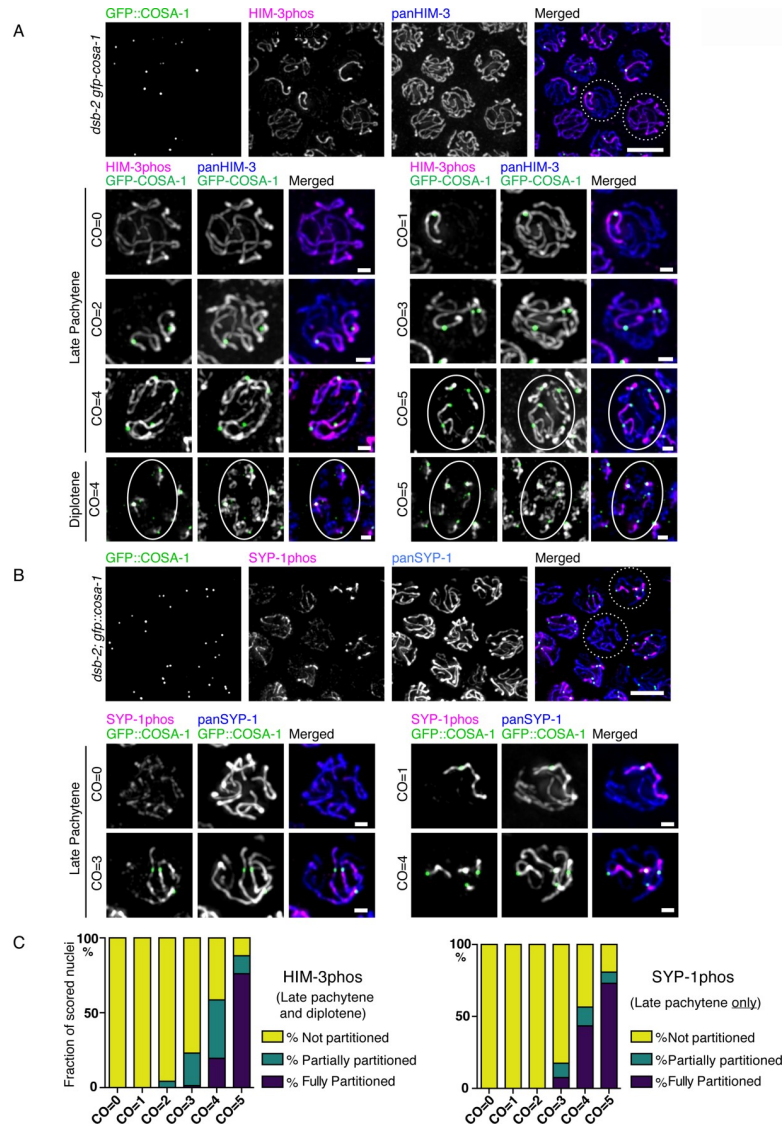 A
GFP::COSA-1 HIM-3phos panHIM-3 Merged
dsb-2 gfp-cosa-1
HIM-3phos panHIM-3
GFP-COSA-1 GFP-COSA-1 Merged
HIM-3phos panHIM-3
GFP-COSA-1 GFP-COSA-1 Merged
Late Pachytene
CO=0
CO=1
CO=2
CO=3
CO=4
CO=5
Diplotene
CO=4
CO=5
B
GFP::COSA-1 SYP-1phos panSYP-1 Merged
dsb-2; gfp::cosa-1
SYP-1phos panSYP-1
GFP::COSA-1 GFP::COSA-1 Merged
SYP-1phos panSYP-1
GFP::COSA-1 GFP::COSA-1 Merged
Late Pachytene
CO=0
CO=1
CO=3
CO=4
C
Fraction of scored nuclei
100
%
50
0
CO=0 CO=1 CO=2 CO=3 CO=4 CO=5
HIM-3phos
(Late pachytene
and diplotene)
% Not partitioned
% Partially partitioned
% Fully Partitioned
100
%
50
0
CO=0 CO=1 CO=2 CO=3 CO=4 CO=5
SYP-1phos
(Late pachytene only)
%Not partitioned
%Partially partitioned
%Fully Partitioned